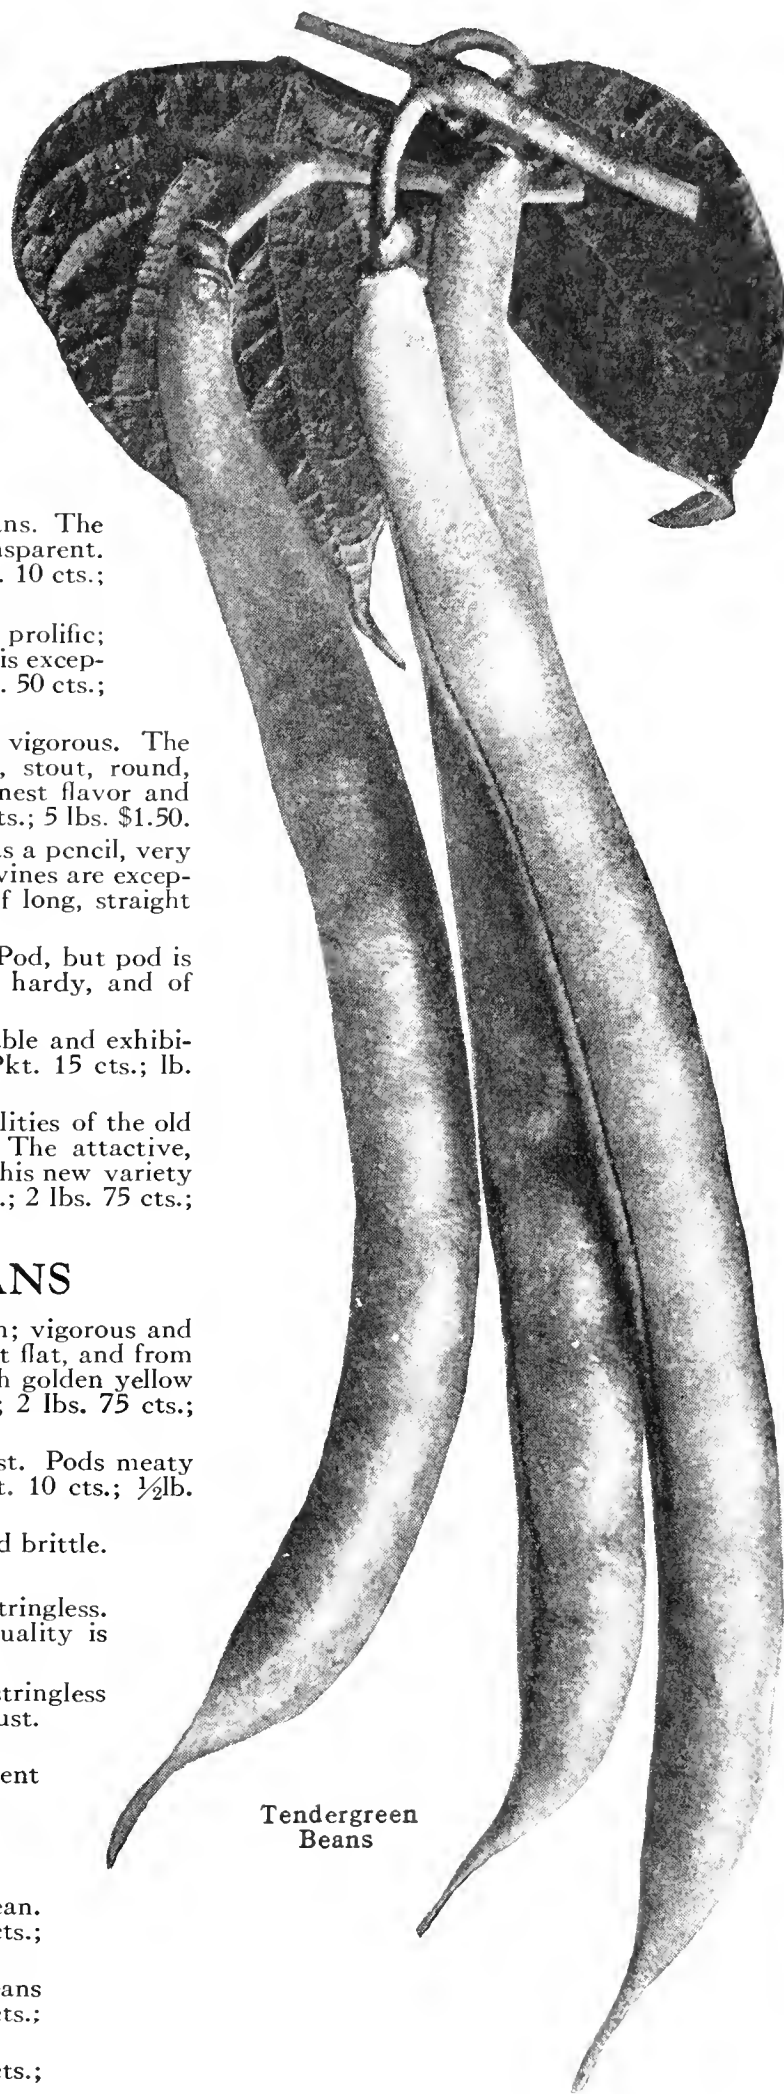 ns. The
sparent.
. 10 cts.;
prolific;
is excep-
. 50 cts.;
vigorous. The
, stout, round,
nest flavor and
ts.; 5 lbs. $1.50.
as a pencil, very
vines are excep-
f long, straight
Pod, but pod is
hardy, and of
ble and exhibi-
Pkt. 15 cts.; lb.
lities of the old
The attactive,
his new variety
.; 2 lbs. 75 cts.;
ANS
n; vigorous and
t flat, and from
h golden yellow
; 2 lbs. 75 cts.;
st. Pods meaty
t. 10 cts.; ½lb.
d brittle.
tringless.
uality is
stringless
ust.
ent
Tendergreen
Beans
ean.
cts.;
ans
cts.:
cts.;